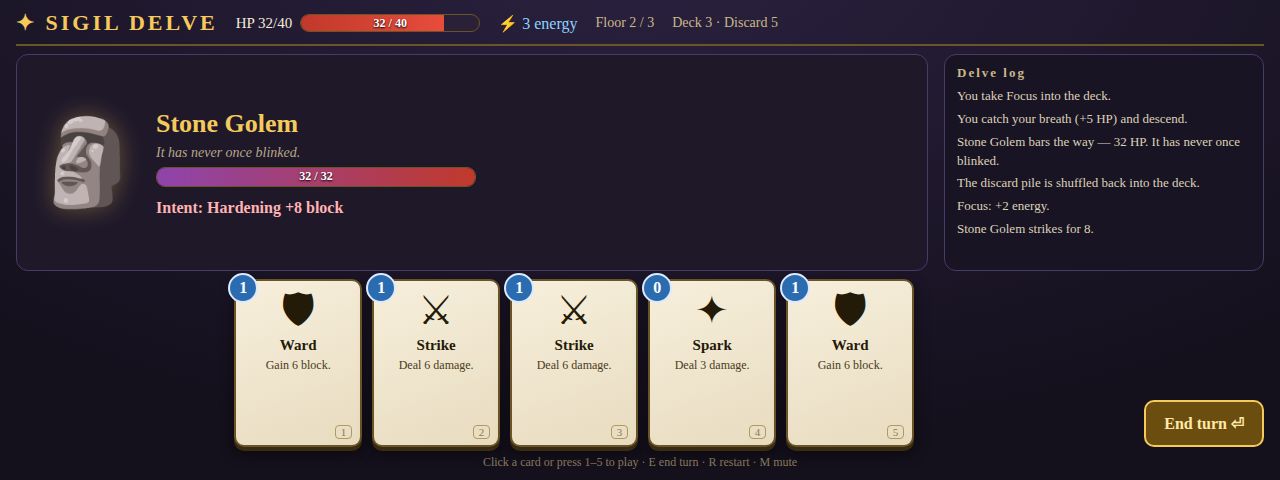 ✦ SIGIL DELVE
HP 32/40
32 / 40
⚡ 3 energy
Floor 2 / 3
Deck 3 · Discard 5
Stone Golem
It has never once blinked.
32 / 32
Intent: Hardening +8 block
Delve log
You take Focus into the deck.
You catch your breath (+5 HP) and descend.
Stone Golem bars the way — 32 HP. It has never once
blinked.
The discard pile is shuffled back into the deck.
Focus: +2 energy.
Stone Golem strikes for 8.
1
Ward
Gain 6 block.
1
1
Strike
Deal 6 damage.
2
1
Strike
Deal 6 damage.
3
0
Spark
Deal 3 damage.
4
1
Ward
Gain 6 block.
5
End turn ⏎
Click a card or press 1–5 to play · E end turn · R restart · M mute